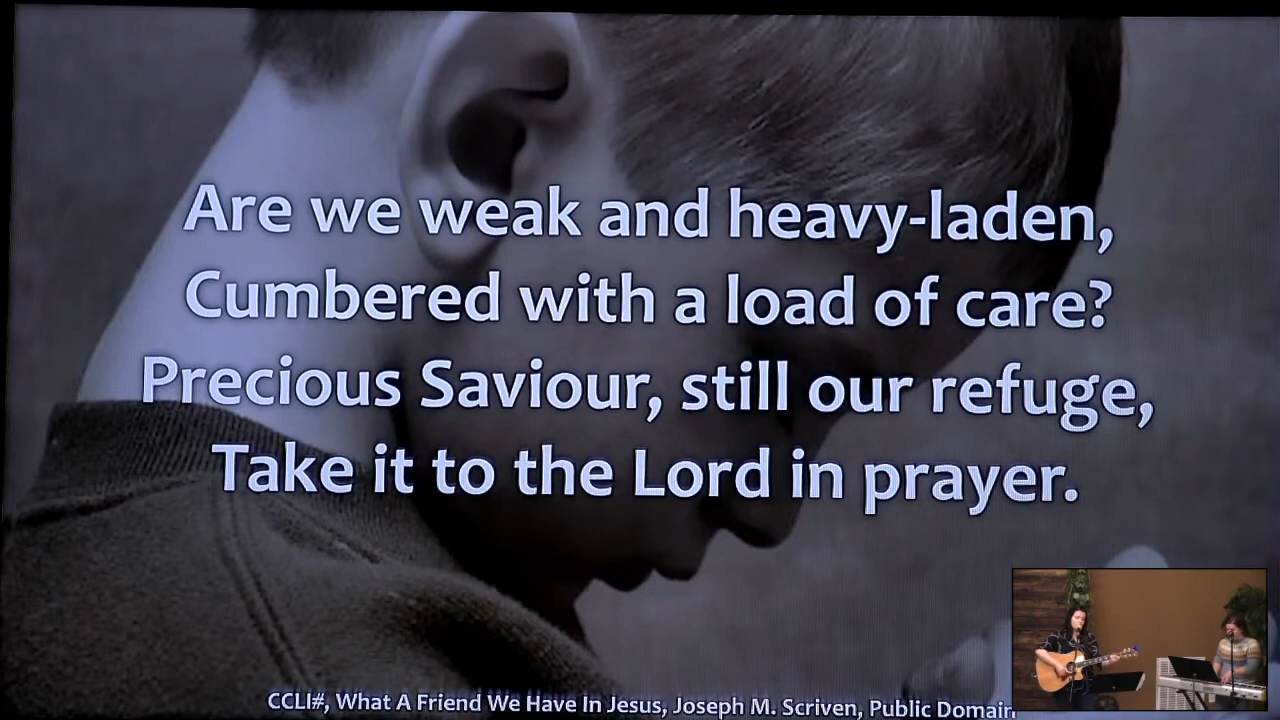 Are we weak and heavy-laden,
Cumbered with a load of care?
Precious Saviour, still our refuge,
Take it to the Lord in prayer.
CCLI#, What A Friend We Have In Jesus, Joseph M. Scriven, Public Domain